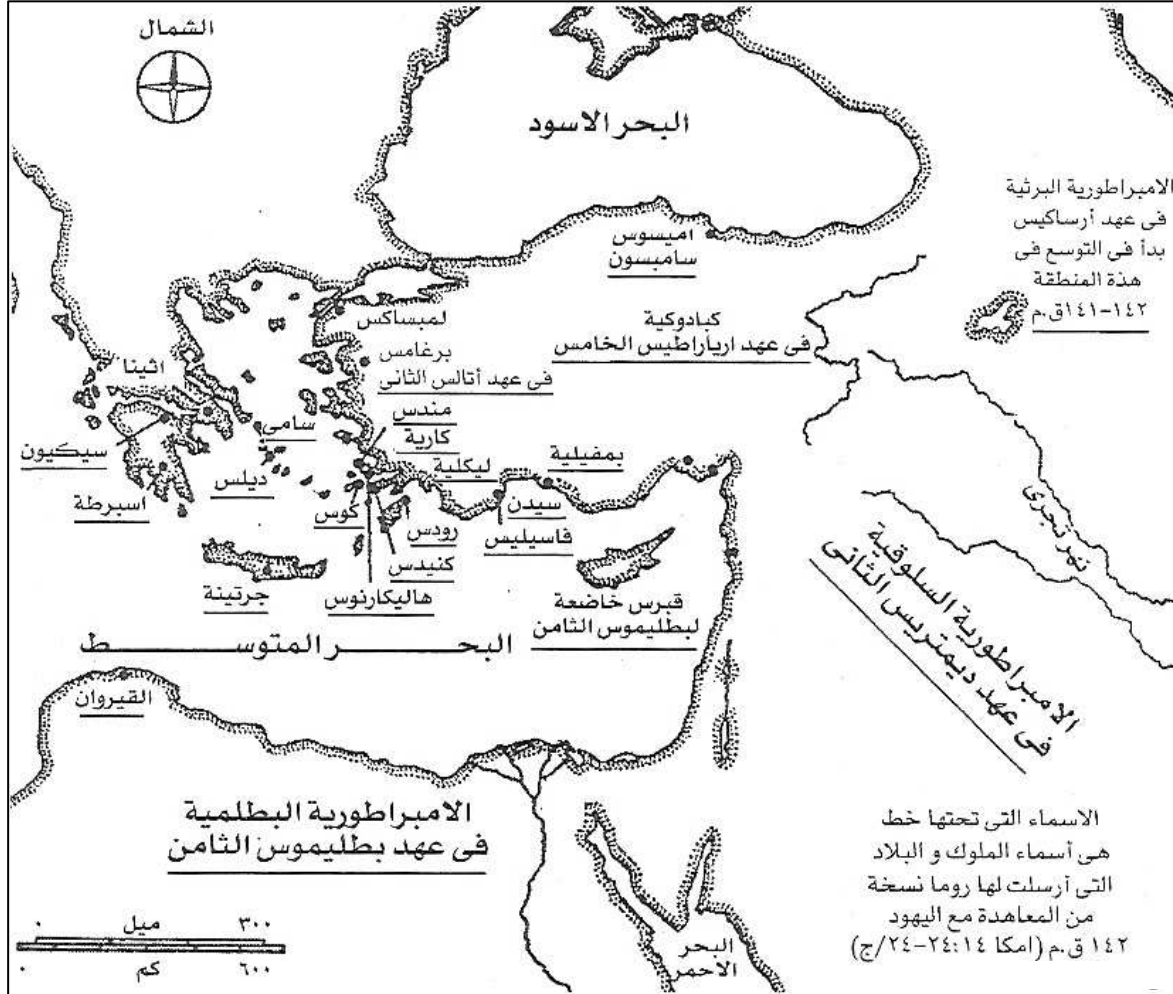 الشمال
البحر الاسود
الامبراطورية البرثية
فى عهد أرساكيس
بدأ فى التوسع فى
هذة المنطقة
١٤٢-١٤١ق.م
اميسوس
سامبسون
كبادوكية
فى عهد ارياراطيس الخامس
لمبساكس
برغامس
فى عهد أتالس الثانى
اثينا
مندس
كارية
سامى
سيكيون
ليكلية
بمفيلية
ديلس
اسبرطة
كوس
رودس
سيدن
فاسيليس
كنيدس
هاليكارنوس
جرتينة
قبرس خاضعة
لبطليموس الثامن
نهر تجرى
الامبراطورية السلوقية
فى عهد ديمتريس الثانى
البحر المتوسط
القيروان
الامبراطورية البطلمية
فى عهد بطليموس الثامن
الاسماء التى تحتها خط
هى أسماء الملوك و البلاد
التى أرسلت لها روما نسخة
من المعاهدة مع اليهود
١٤٢ ق.م (امكا ٢٤:١٤-٢٤/ج)
البحر
الاحمر
٠ ميل ٣٠٠
٠ كم ٦٠٠